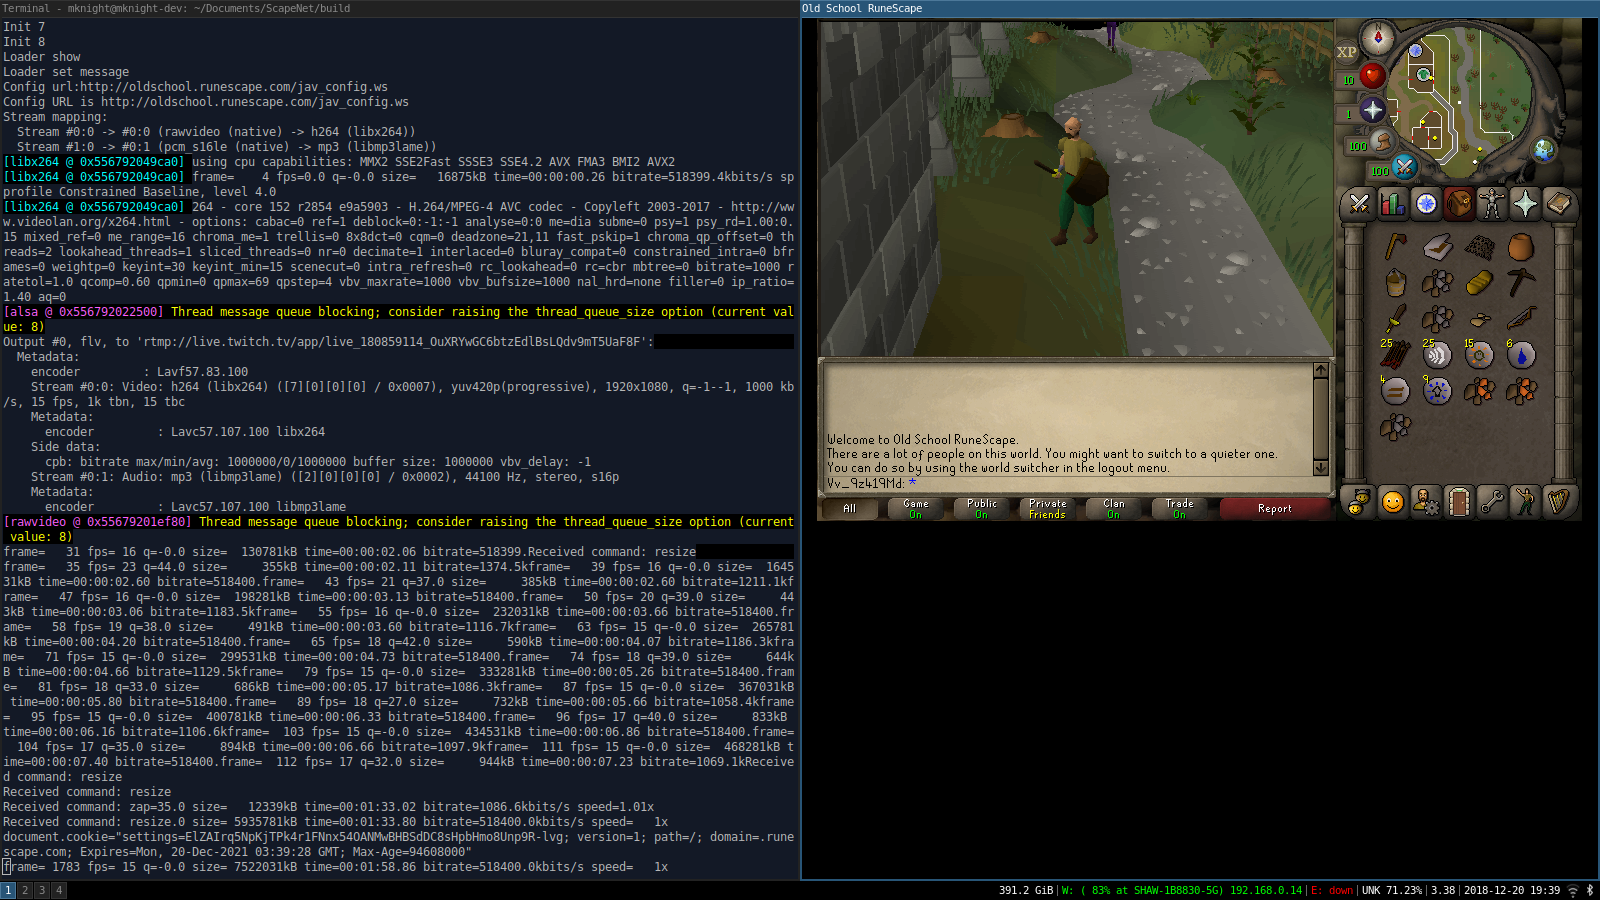 Terminal - mknight@mknight-dev: ~/Documents/ScapeNet/build
Init 7
Init 8
Loader show
Loader set message
Config url:http://oldschool.runescape.com/jav_config.ws
Config URL is http://oldschool.runescape.com/jav_config.ws
Stream mapping:
  Stream #0:0 -> #0:0 (rawvideo (native) -> h264 (libx264))
  Stream #1:0 -> #0:1 (pcm_s16le (native) -> mp3 (libmp3lame))
[libx264 @ 0x556792049ca0] using cpu capabilities: MMX2 SSE2Fast SSSE3 SSE4.2 AVX FMA3 BMI2 AVX2
[libx264 @ 0x556792049ca0] frame=    4 fps=0.0 q=-0.0 size=   16875kB time=00:00:00.26 bitrate=518399.4kbits/s sp
profile Constrained Baseline, level 4.0
[libx264 @ 0x556792049ca0] 264 - core 152 r2854 e9a5903 - H.264/MPEG-4 AVC codec - Copyleft 2003-2017 - http://ww
w.videolan.org/x264.html - options: cabac=0 ref=1 deblock=0:-1:-1 analyse=0:0 me=dia subme=0 psy=1 psy_rd=1.00:0.
15 mixed_ref=0 me_range=16 chroma_me=1 trellis=0 8x8dct=0 cqm=0 deadzone=21,11 fast_pskip=1 chroma_qp_offset=0 th
reads=2 lookahead_threads=1 sliced_threads=0 nr=0 decimate=1 interlaced=0 bluray_compat=0 constrained_intra=0 bfr
ames=0 weightp=0 keyint=30 keyint_min=15 scenecut=0 intra_refresh=0 rc_lookahead=0 rc=cbr mbtree=0 bitrate=1000 r
atetol=1.0 qcomp=0.60 qpmin=0 qpmax=69 qpstep=4 vbv_maxrate=1000 vbv_bufsize=1000 nal_hrd=none filler=0 ip_ratio=
1.40 aq=0
[alsa @ 0x556792022500] Thread message queue blocking; consider raising the thread_queue_size option (current val
ue: 8)
Output #0, flv, to 'rtmp://live.twitch.tv/app/live_180859114_OuXRYwGC6btzEdlBsLQdv9mT5UaF8F':
  Metadata:
    encoder         : Lavf57.83.100
    Stream #0:0: Video: h264 (libx264) ([7][0][0][0] / 0x0007), yuv420p(progressive), 1920x1080, q=-1--1, 1000 kb
/s, 15 fps, 1k tbn, 15 tbc
    Metadata:
      encoder         : Lavc57.107.100 libx264
    Side data:
      cpb: bitrate max/min/avg: 1000000/0/1000000 buffer size: 1000000 vbv_delay: -1
    Stream #0:1: Audio: mp3 (libmp3lame) ([2][0][0][0] / 0x0002), 44100 Hz, stereo, s16p
    Metadata:
      encoder         : Lavc57.107.100 libmp3lame
[rawvideo @ 0x55679201ef80] Thread message queue blocking; consider raising the thread_queue_size option (current
 value: 8)
frame=   31 fps= 16 q=-0.0 size=  130781kB time=00:00:02.06 bitrate=518399.Received command: resize
frame=   35 fps= 23 q=44.0 size=     355kB time=00:00:02.11 bitrate=1374.5kframe=   39 fps= 16 q=-0.0 size=  1645
31kB time=00:00:02.60 bitrate=518400.frame=   43 fps= 21 q=37.0 size=     385kB time=00:00:02.60 bitrate=1211.1kf
rame=   47 fps= 16 q=-0.0 size=  198281kB time=00:00:03.13 bitrate=518400.frame=   50 fps= 20 q=39.0 size=     44
3kB time=00:00:03.06 bitrate=1183.5kframe=   55 fps= 16 q=-0.0 size=  232031kB time=00:00:03.66 bitrate=518400.fr
ame=   58 fps= 19 q=38.0 size=     491kB time=00:00:03.60 bitrate=1116.7kframe=   63 fps= 15 q=-0.0 size=  265781
kB time=00:00:04.20 bitrate=518400.frame=   65 fps= 18 q=42.0 size=     590kB time=00:00:04.07 bitrate=1186.3kfra
me=   71 fps= 15 q=-0.0 size=  299531kB time=00:00:04.73 bitrate=518400.frame=   74 fps= 18 q=39.0 size=     644k
B time=00:00:04.66 bitrate=1129.5kframe=   79 fps= 15 q=-0.0 size=  333281kB time=00:00:05.26 bitrate=518400.fram
e=   81 fps= 18 q=33.0 size=     686kB time=00:00:05.17 bitrate=1086.3kframe=   87 fps= 15 q=-0.0 size=  367031kB
 time=00:00:05.80 bitrate=518400.frame=   89 fps= 18 q=27.0 size=     732kB time=00:00:05.66 bitrate=1058.4kframe
=   95 fps= 15 q=-0.0 size=  400781kB time=00:00:06.33 bitrate=518400.frame=   96 fps= 17 q=40.0 size=     833kB
time=00:00:06.16 bitrate=1106.6kframe=  103 fps= 15 q=-0.0 size=  434531kB time=00:00:06.86 bitrate=518400.frame=
  104 fps= 17 q=35.0 size=     894kB time=00:00:06.66 bitrate=1097.9kframe=  111 fps= 15 q=-0.0 size=  468281kB t
ime=00:00:07.40 bitrate=518400.frame=  112 fps= 17 q=32.0 size=     944kB time=00:00:07.23 bitrate=1069.1kReceive
d command: resize
Received command: resize
Received command: zap=35.0 size=   12339kB time=00:01:33.02 bitrate=1086.6kbits/s speed=1.01x
Received command: resize.0 size= 5935781kB time=00:01:33.80 bitrate=518400.0kbits/s speed=   1x
document.cookie="settings=ElZAIrq5NpKjTPk4r1FNnx54OANMwBHBSdDC8sHpbHmo8Unp9R-lvg; version=1; path=/; domain=.rune
scape.com; Expires=Mon, 20-Dec-2021 03:39:28 GMT; Max-Age=94608000"
frame= 1783 fps= 15 q=-0.0 size= 7522031kB time=00:01:58.86 bitrate=518400.0kbits/s speed=   1x
Old School RuneScape
N
XP
10
1
100
100
25
25
15
6
4
9
Welcome to Old School RuneScape.
There are a lot of people on this world. You might want to switch to a quieter one.
You can do so by using the world switcher in the logout menu.
Vv_9z419Md: *
All
Game
On
Public
On
Private
Friends
Clan
On
Trade
On
Report
1 2 3 4
391.2 GiB|W: ( 83% at SHAW-1B8830-5G) 192.168.0.14|E: down|UNK 71.23%|3.38|2018-12-20 19:39